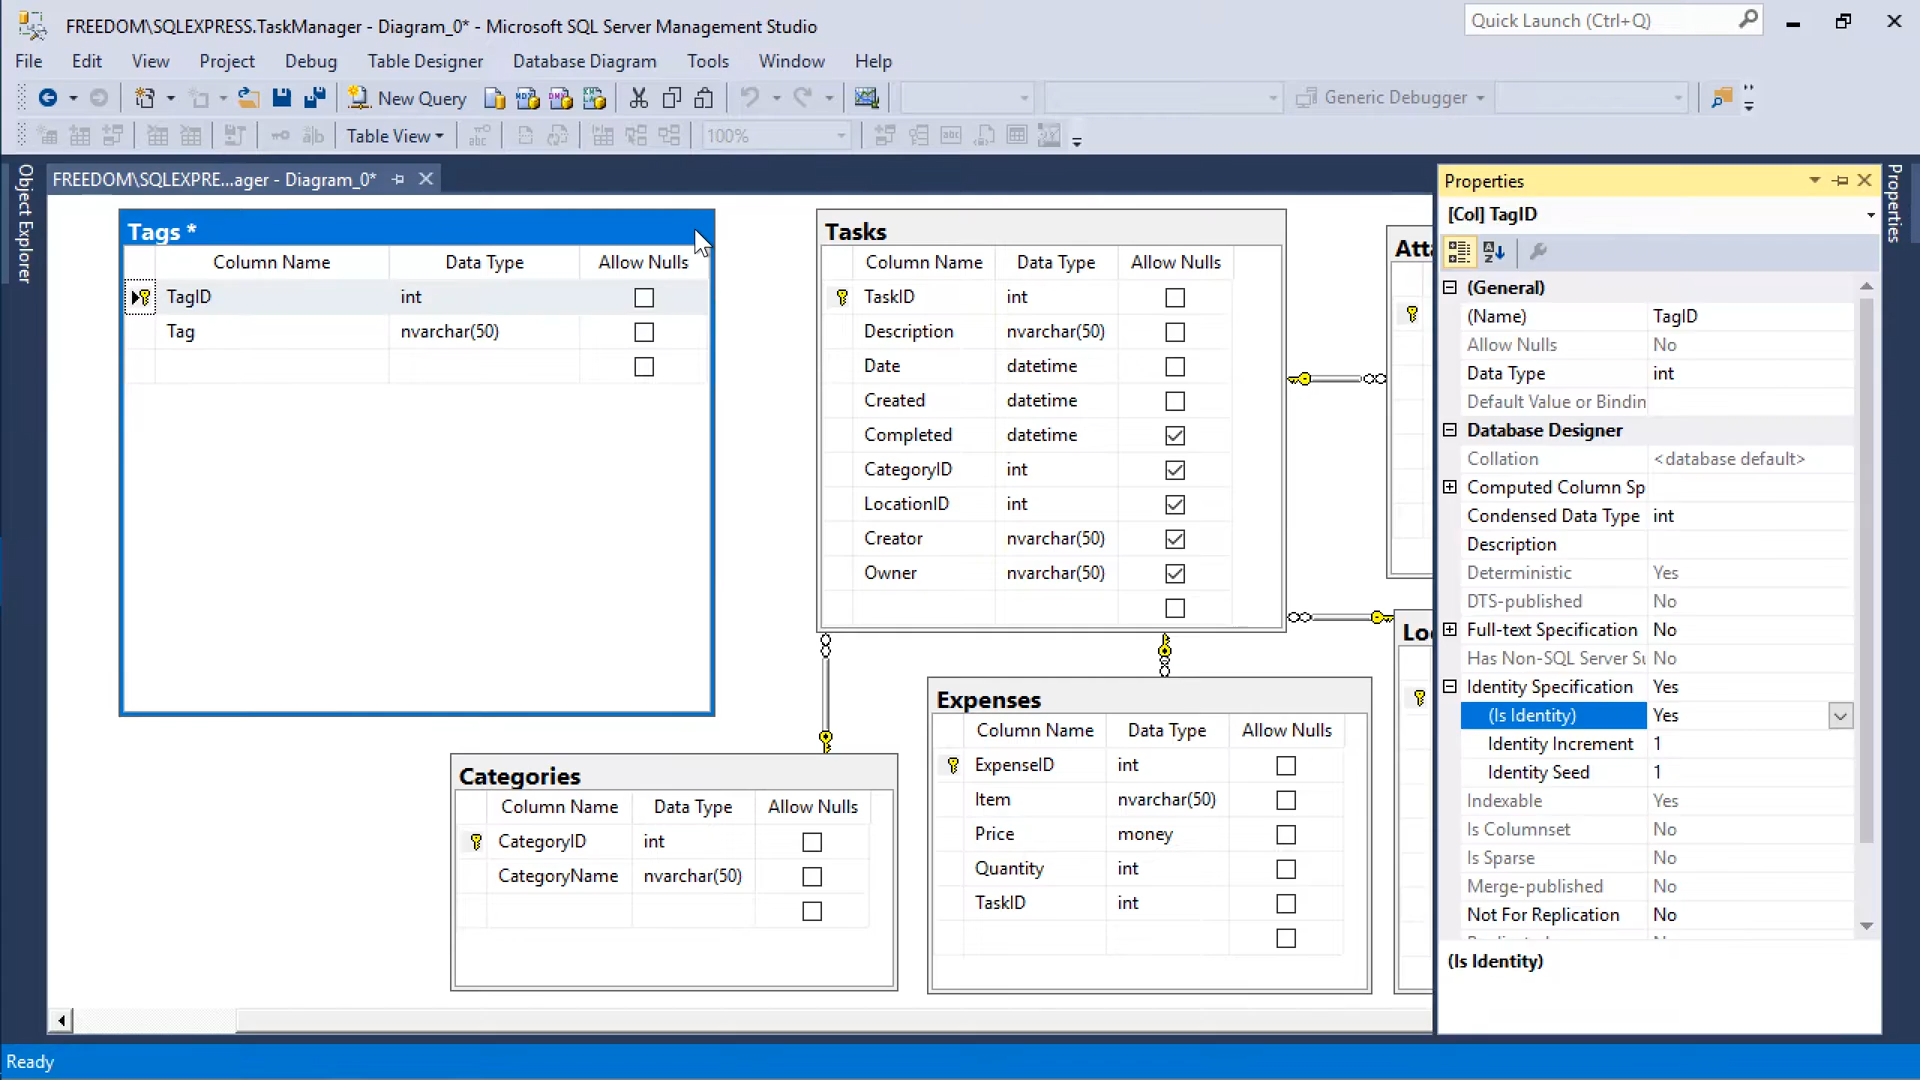 FREEDOM\SQLEXPRESS.TaskManager - Diagram_0* - Microsoft SQL Server Management Studio
Quick Launch (Ctrl+Q)
File Edit View Project Debug Table Designer Database Diagram Tools Window Help
New Query
Generic Debugger
Table View
100%
Object Explorer
FREEDOM\SQLEXPRE...ager - Diagram_0*
Tags *
Column Name Data Type Allow Nulls
TagID int
Tag nvarchar(50)
Tasks
Column Name Data Type Allow Nulls
TaskID int
Description nvarchar(50)
Date datetime
Created datetime
Completed datetime
CategoryID int
LocationID int
Creator nvarchar(50)
Owner nvarchar(50)
Atta
Lo
Categories
Column Name Data Type Allow Nulls
CategoryID int
CategoryName nvarchar(50)
Expenses
Column Name Data Type Allow Nulls
ExpenseID int
Item nvarchar(50)
Price money
Quantity int
TaskID int
Properties
[Col] TagID
(General)
(Name) TagID
Allow Nulls No
Data Type int
Default Value or Bindin
Database Designer
Collation <database default>
Computed Column Sp
Condensed Data Type int
Description
Deterministic Yes
DTS-published No
Full-text Specification No
Has Non-SQL Server Su No
Identity Specification Yes
(Is Identity) Yes
Identity Increment 1
Identity Seed 1
Indexable Yes
Is Columnset No
Is Sparse No
Merge-published No
Not For Replication No
(Is Identity)
Properties
Ready